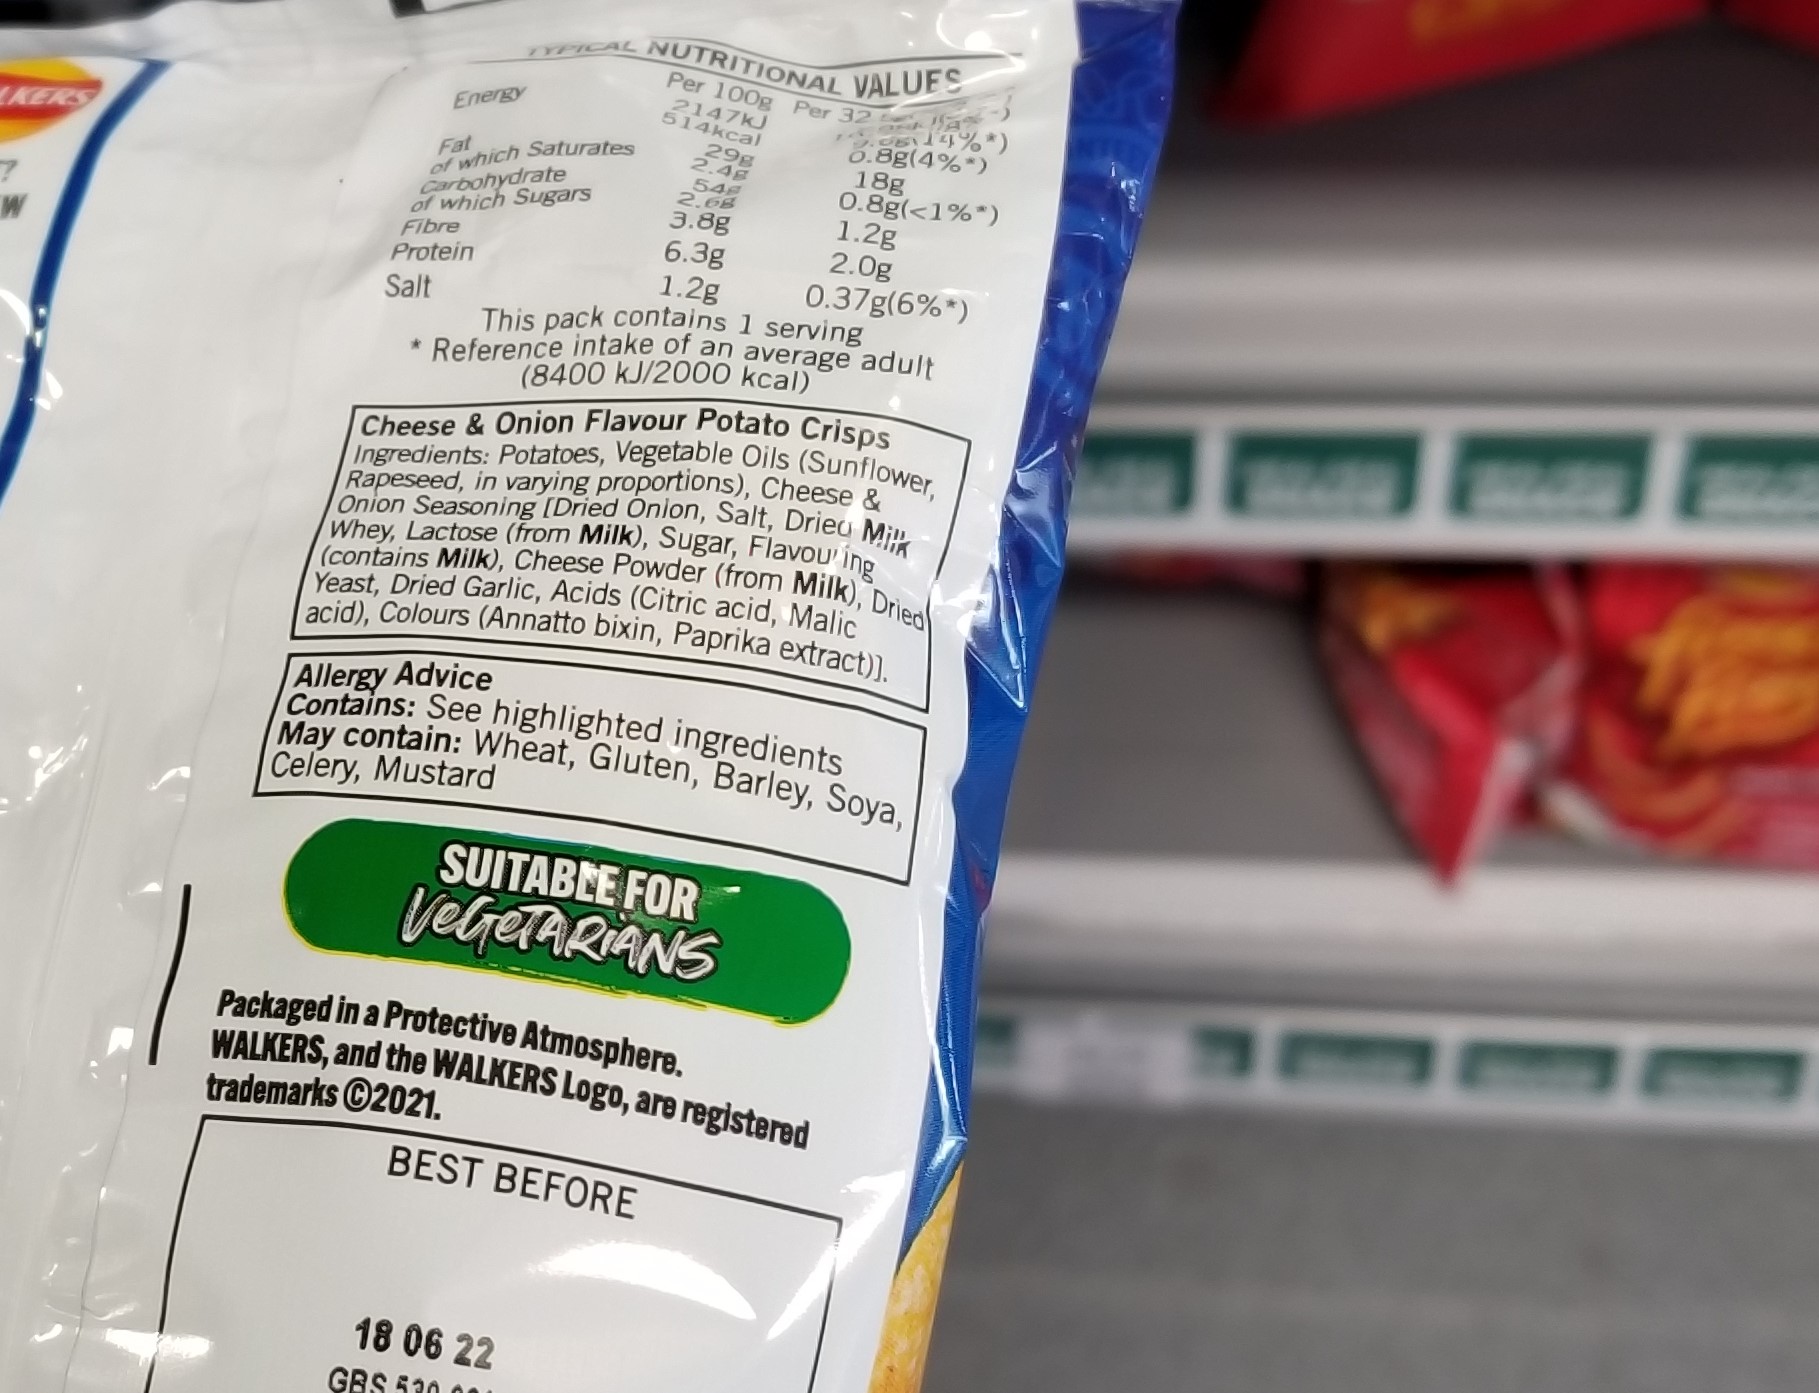 LKERS
?
W
TYPICAL NUTRITIONAL VALUES
Per 100g Per 32
Energy 2147kJ
514kcal
Fat 29g 14%*)
of which Saturates 2.4g 0.8g(4%*)
Carbohydrate 54g 18g
of which Sugars 2.6g 0.8g(<1%*)
Fibre 3.8g 1.2g
Protein 6.3g 2.0g
Salt 1.2g 0.37g(6%*)
This pack contains 1 serving
* Reference intake of an average adult
(8400 kJ/2000 kcal)
Cheese & Onion Flavour Potato Crisps
Ingredients: Potatoes, Vegetable Oils (Sunflower,
Rapeseed, in varying proportions), Cheese &
Onion Seasoning [Dried Onion, Salt, Dried Milk
Whey, Lactose (from Milk), Sugar, Flavouring
(contains Milk), Cheese Powder (from Milk), Dried
Yeast, Dried Garlic, Acids (Citric acid, Malic
acid), Colours (Annatto bixin, Paprika extract)].
Allergy Advice
Contains: See highlighted ingredients
May contain: Wheat, Gluten, Barley, Soya,
Celery, Mustard
SUITABLE FOR
VEGETARIANS
Packaged in a Protective Atmosphere.
WALKERS, and the WALKERS Logo, are registered
trademarks ©2021.
BEST BEFORE
18 06 22
GBS 530